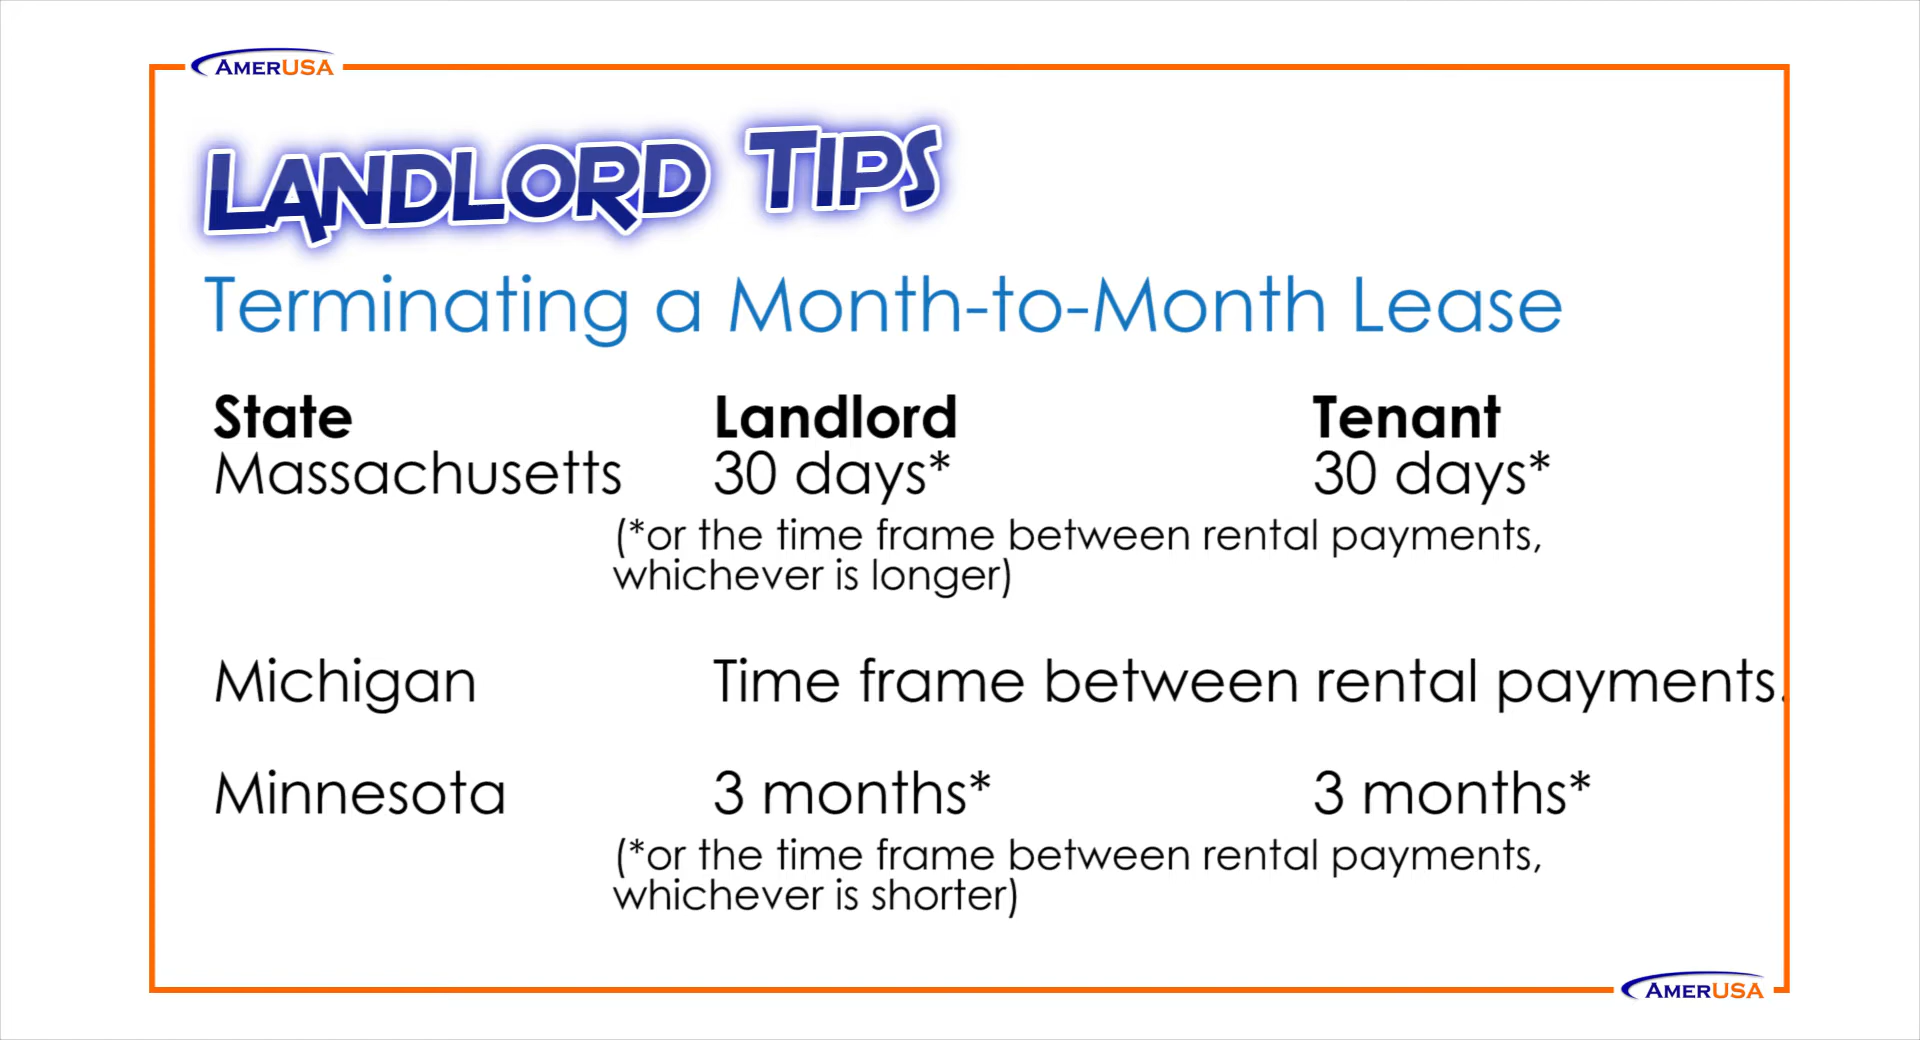 AMERUSA
LANDLORD TIPS
Terminating a Month-to-Month Lease
State Landlord Tenant
Massachusetts 30 days* 30 days*
(*or the time frame between rental payments,
whichever is longer)
Michigan Time frame between rental payments.
Minnesota 3 months* 3 months*
(*or the time frame between rental payments,
whichever is shorter)
AMERUSA